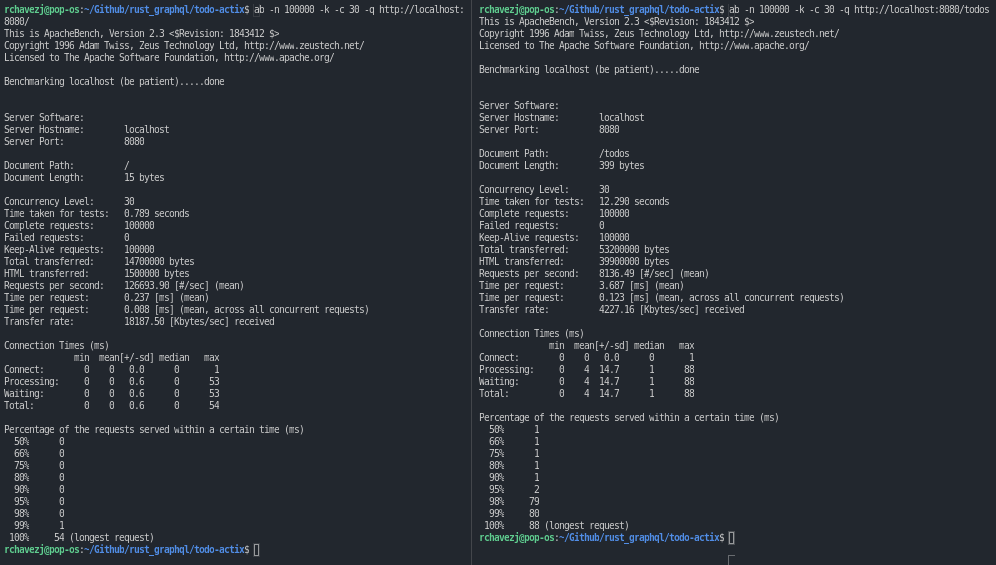 rchavezj@pop-os:~/Github/rust_graphql/todo-actix$ ab -n 100000 -k -c 30 -q http://localhost:
8080/
This is ApacheBench, Version 2.3 <$Revision: 1843412 $>
Copyright 1996 Adam Twiss, Zeus Technology Ltd, http://www.zeustech.net/
Licensed to The Apache Software Foundation, http://www.apache.org/
Benchmarking localhost (be patient).....done
Server Software:
Server Hostname:        localhost
Server Port:            8080
Document Path:          /
Document Length:        15 bytes
Concurrency Level:      30
Time taken for tests:   0.789 seconds
Complete requests:      100000
Failed requests:        0
Keep-Alive requests:    100000
Total transferred:      14700000 bytes
HTML transferred:       1500000 bytes
Requests per second:    126693.90 [#/sec] (mean)
Time per request:       0.237 [ms] (mean)
Time per request:       0.008 [ms] (mean, across all concurrent requests)
Transfer rate:          18187.50 [Kbytes/sec] received
Connection Times (ms)
              min  mean[+/-sd] median   max
Connect:        0    0   0.0      0       1
Processing:     0    0   0.6      0      53
Waiting:        0    0   0.6      0      53
Total:          0    0   0.6      0      54
Percentage of the requests served within a certain time (ms)
  50%      0
  66%      0
  75%      0
  80%      0
  90%      0
  95%      0
  98%      0
  99%      1
 100%     54 (longest request)
rchavezj@pop-os:~/Github/rust_graphql/todo-actix$
rchavezj@pop-os:~/Github/rust_graphql/todo-actix$ ab -n 100000 -k -c 30 -q http://localhost:8080/todos
This is ApacheBench, Version 2.3 <$Revision: 1843412 $>
Copyright 1996 Adam Twiss, Zeus Technology Ltd, http://www.zeustech.net/
Licensed to The Apache Software Foundation, http://www.apache.org/
Benchmarking localhost (be patient).....done
Server Software:
Server Hostname:        localhost
Server Port:            8080
Document Path:          /todos
Document Length:        399 bytes
Concurrency Level:      30
Time taken for tests:   12.290 seconds
Complete requests:      100000
Failed requests:        0
Keep-Alive requests:    100000
Total transferred:      53200000 bytes
HTML transferred:       39900000 bytes
Requests per second:    8136.49 [#/sec] (mean)
Time per request:       3.687 [ms] (mean)
Time per request:       0.123 [ms] (mean, across all concurrent requests)
Transfer rate:          4227.16 [Kbytes/sec] received
Connection Times (ms)
              min  mean[+/-sd] median   max
Connect:        0    0   0.0      0       1
Processing:     0    4  14.7      1      88
Waiting:        0    4  14.7      1      88
Total:          0    4  14.7      1      88
Percentage of the requests served within a certain time (ms)
  50%      1
  66%      1
  75%      1
  80%      1
  90%      1
  95%      2
  98%     79
  99%     80
 100%     88 (longest request)
rchavezj@pop-os:~/Github/rust_graphql/todo-actix$